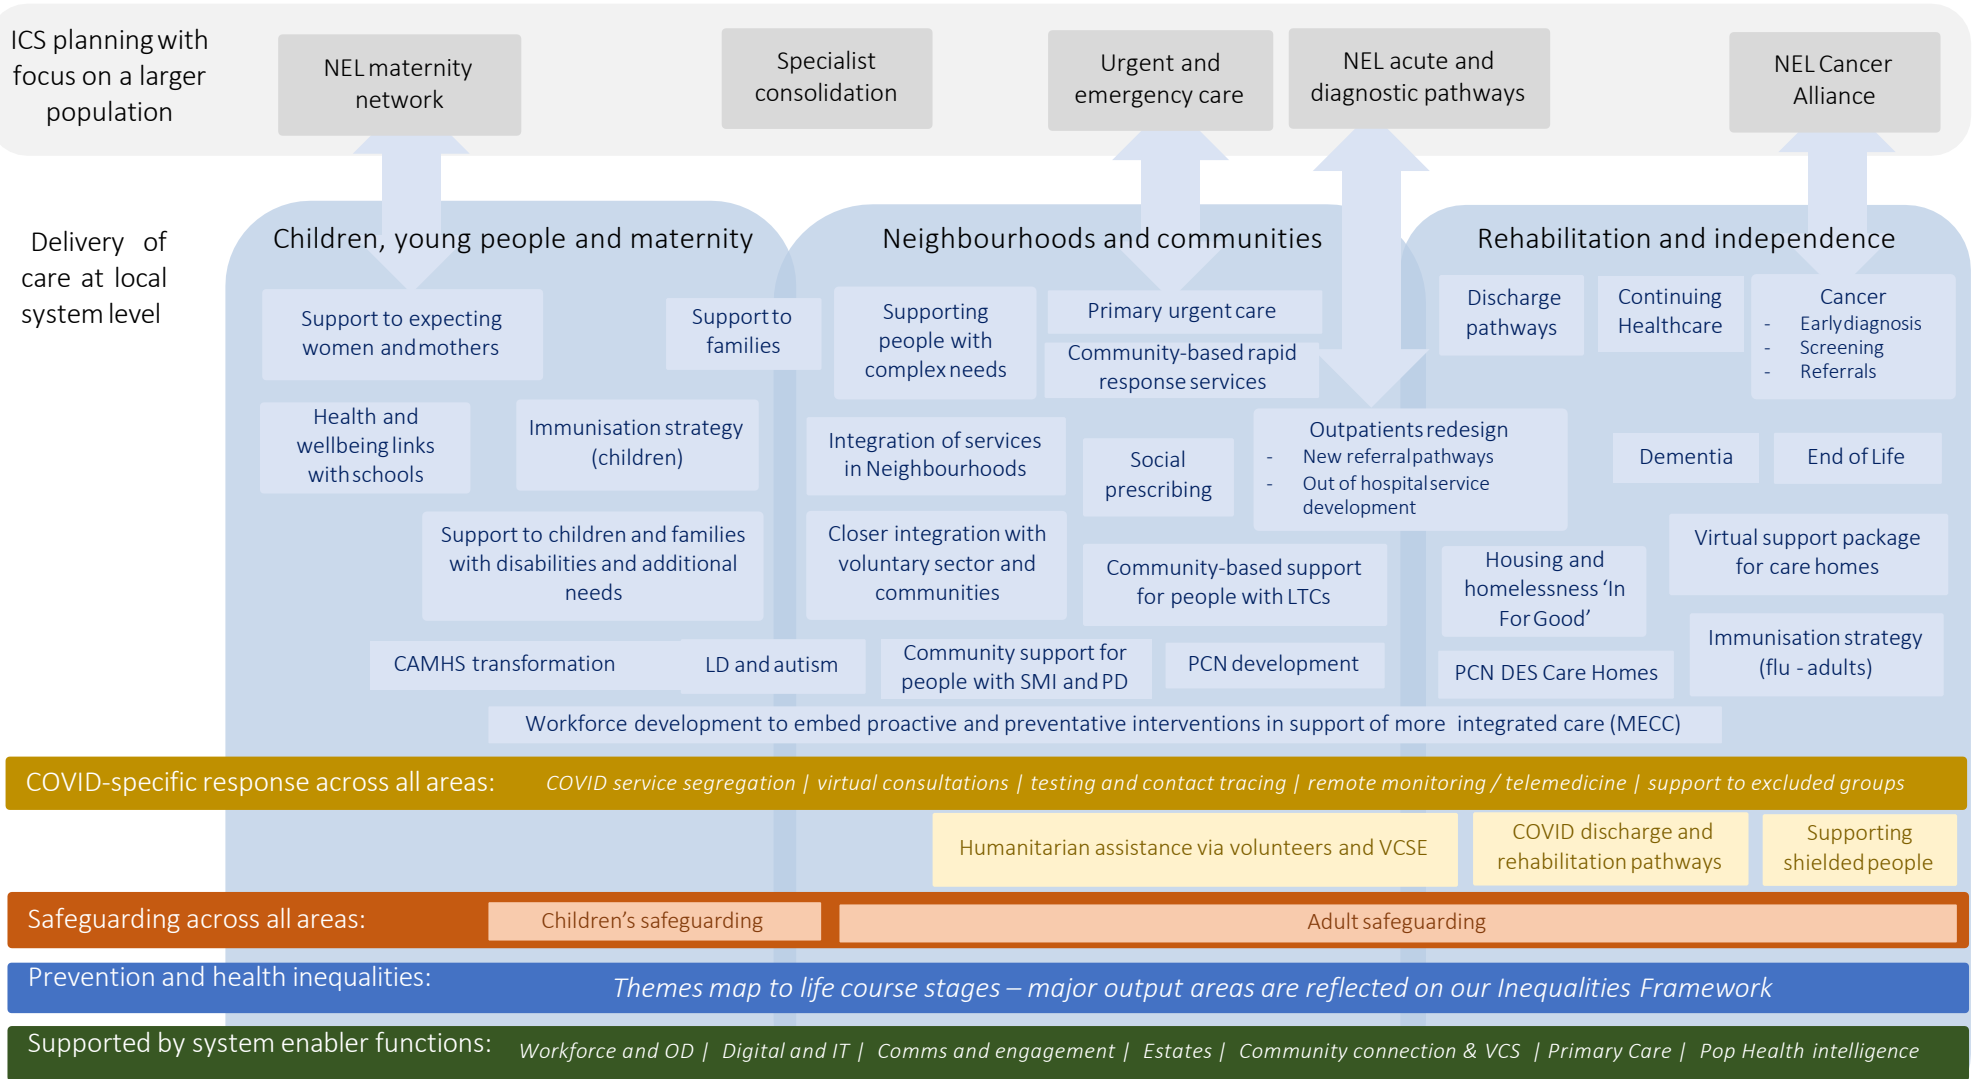 ICS planning with
focus on a larger
population
NEL maternity
network
Specialist
consolidation
Urgent and
emergency care
NEL acute and
diagnostic pathways
NEL Cancer
Alliance
Delivery of
care at local
system level
Children, young people and maternity
Support to expecting
women and mothers
Support to
families
Health and
wellbeing links
with schools
Immunisation strategy
(children)
Support to children and families
with disabilities and additional
needs
CAMHS transformation
LD and autism
Neighbourhoods and communities
Supporting
people with
complex needs
Primary urgent care
Community-based rapid
response services
Integration of services
in Neighbourhoods
Social
prescribing
Outpatients redesign
- New referral pathways
- Out of hospital service
development
Closer integration with
voluntary sector and
communities
Community-based support
for people with LTCs
Community support for
people with SMI and PD
PCN development
Rehabilitation and independence
Discharge
pathways
Continuing
Healthcare
Cancer
- Early diagnosis
- Screening
- Referrals
Dementia
End of Life
Housing and
homelessness ‘In
For Good’
Virtual support package
for care homes
PCN DES Care Homes
Immunisation strategy
(flu - adults)
Workforce development to embed proactive and preventative interventions in support of more integrated care (MECC)
COVID-specific response across all areas: COVID service segregation | virtual consultations | testing and contact tracing | remote monitoring / telemedicine | support to excluded groups
Humanitarian assistance via volunteers and VCSE
COVID discharge and
rehabilitation pathways
Supporting
shielded people
Safeguarding across all areas:
Children’s safeguarding
Adult safeguarding
Prevention and health inequalities: Themes map to life course stages – major output areas are reflected on our Inequalities Framework
Supported by system enabler functions: Workforce and OD | Digital and IT | Comms and engagement | Estates | Community connection & VCS | Primary Care | Pop Health intelligence